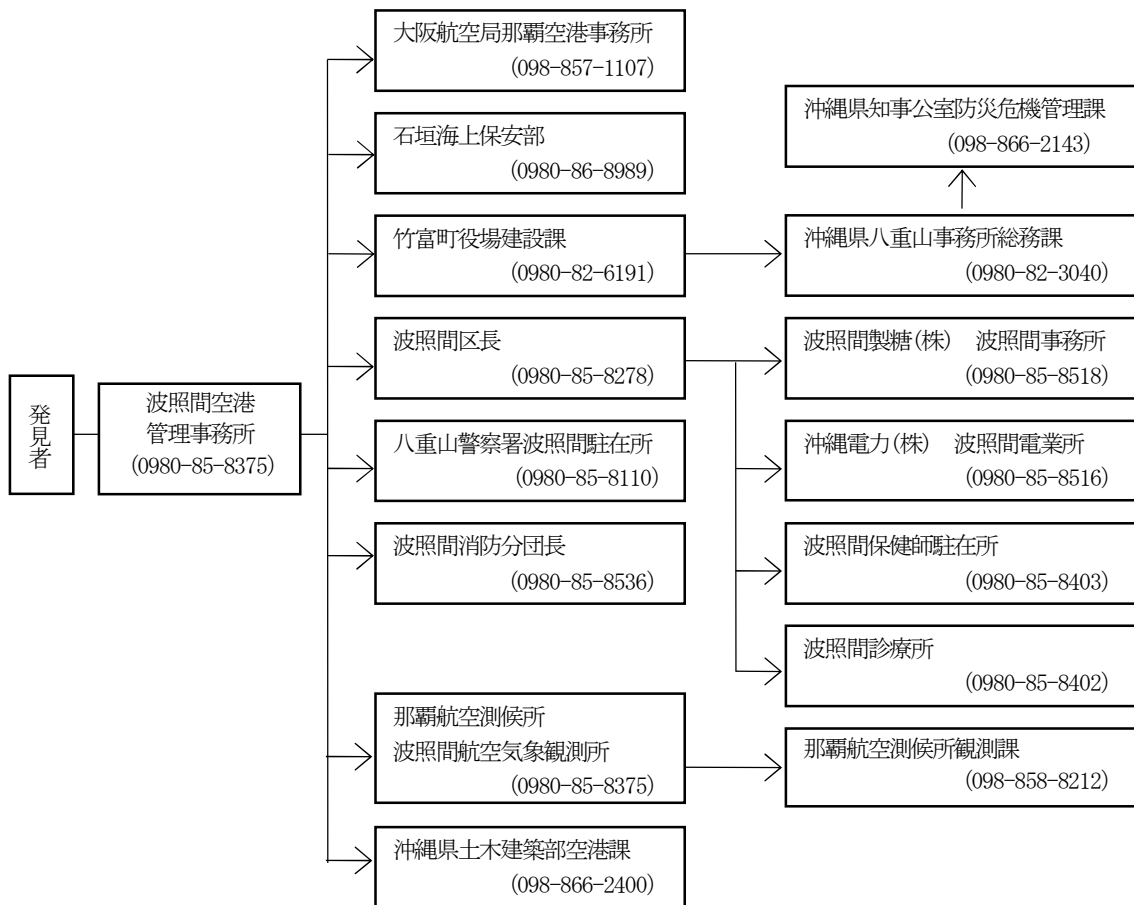 発見者
波照間空港
管理事務所
(0980-85-8375)
大阪航空局那覇空港事務所
(098-857-1107)
石垣海上保安部
(0980-86-8989)
竹富町役場建設課
(0980-82-6191)
波照間区長
(0980-85-8278)
八重山警察署波照間駐在所
(0980-85-8110)
波照間消防分団長
(0980-85-8536)
那覇航空測候所
波照間航空気象観測所
(0980-85-8375)
沖縄県土木建築部空港課
(098-866-2400)
沖縄県知事公室防災危機管理課
(098-866-2143)
沖縄県八重山事務所総務課
(0980-82-3040)
波照間製糖(株)　波照間事務所
(0980-85-8518)
沖縄電力(株)　波照間電業所
(0980-85-8516)
波照間保健師駐在所
(0980-85-8403)
波照間診療所
(0980-85-8402)
那覇航空測候所観測課
(098-858-8212)